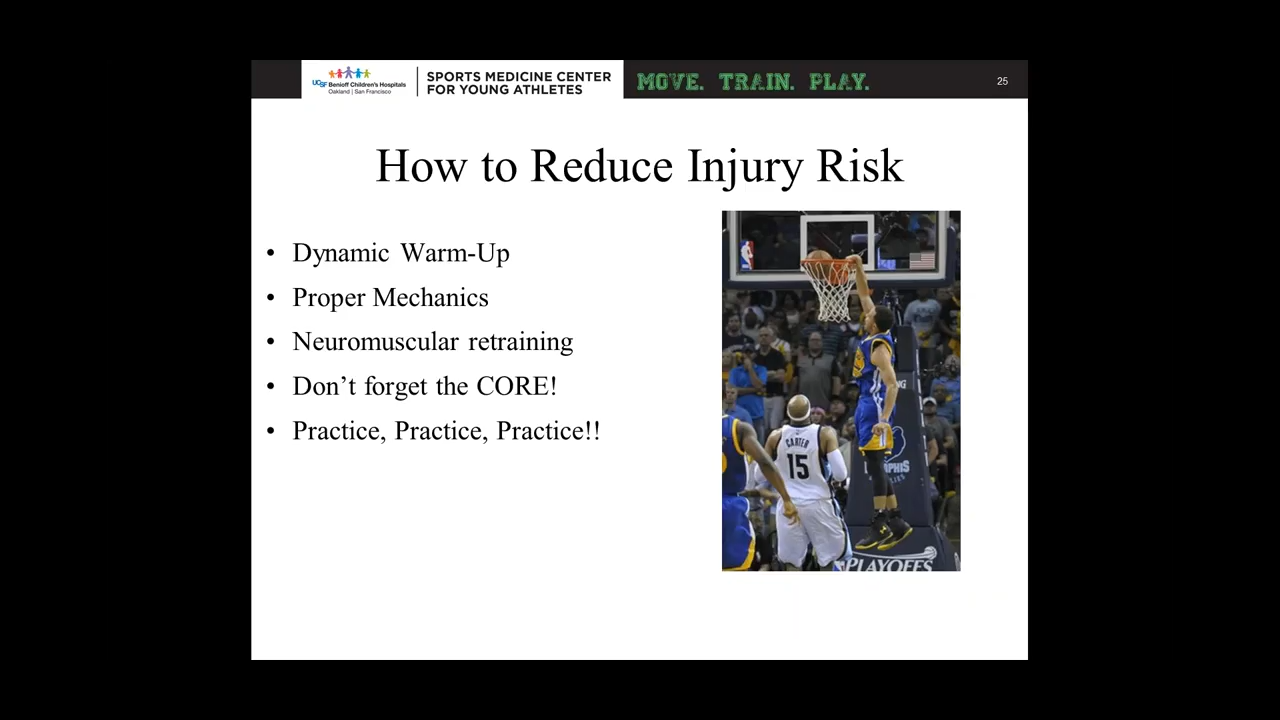 UCSF Benioff Children's Hospitals
Oakland | San Francisco
SPORTS MEDICINE CENTER
FOR YOUNG ATHLETES
MOVE. TRAIN. PLAY.
25
How to Reduce Injury Risk
• Dynamic Warm-Up
• Proper Mechanics
• Neuromuscular retraining
• Don’t forget the CORE!
• Practice, Practice, Practice!!
CARTER
15
PLAYOFFS